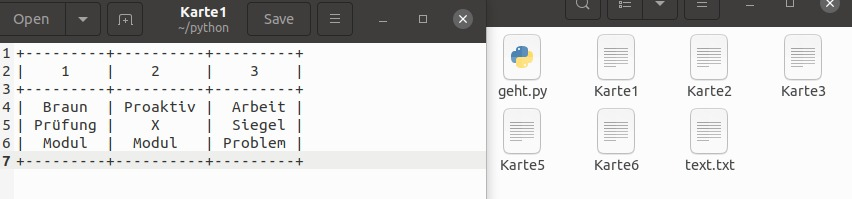 Open
Karte1
~/python
Save
1 +---------+----------+---------+
2 |    1    |    2     |    3    |
3 +---------+----------+---------+
4 |  Braun  | Proaktiv |  Arbeit |
5 | Prüfung |    X     |  Siegel |
6 |  Modul  |  Modul   | Problem |
7 +---------+----------+---------+
geht.py
Karte1
Karte2
Karte3
Karte5
Karte6
text.txt